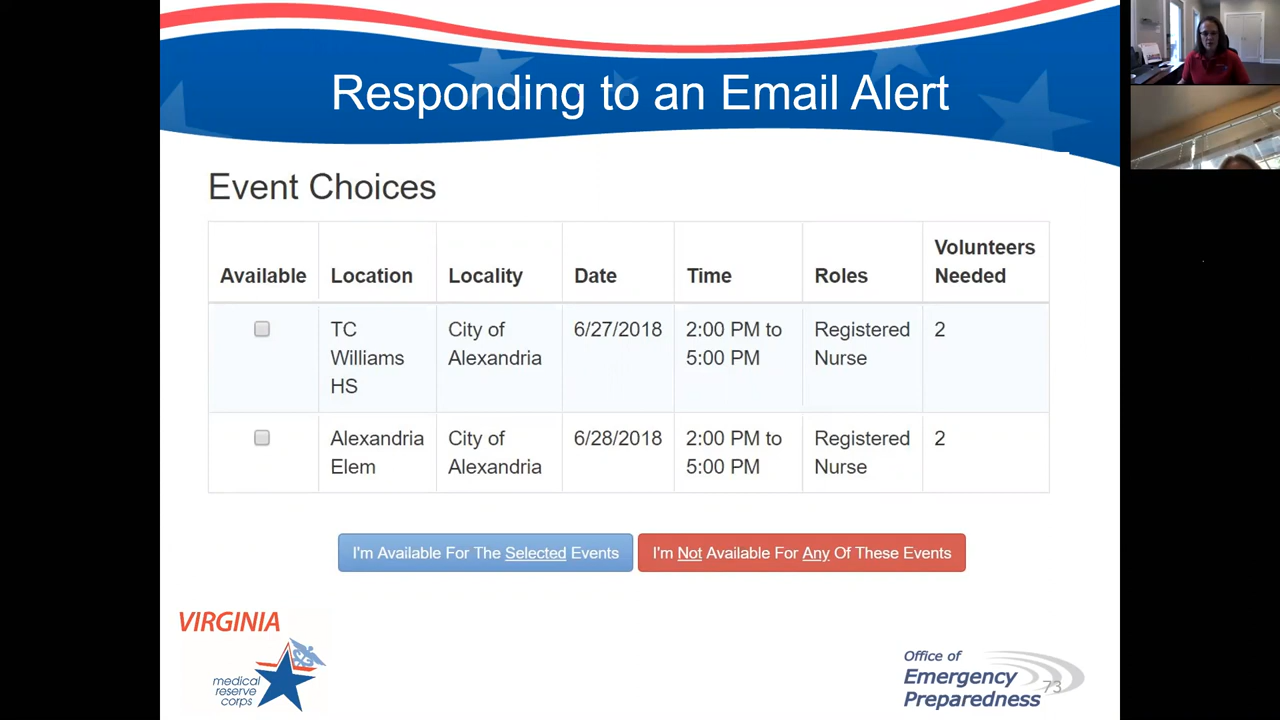 Responding to an Email Alert
Event Choices
Available Location Locality Date Time Roles Volunteers Needed
TC Williams HS City of Alexandria 6/27/2018 2:00 PM to 5:00 PM Registered Nurse 2
Alexandria Elem City of Alexandria 6/28/2018 2:00 PM to 5:00 PM Registered Nurse 2
I'm Available For The Selected Events
I'm Not Available For Any Of These Events
VIRGINIA
medical
reserve
corps
Office of
Emergency
Preparedness
73